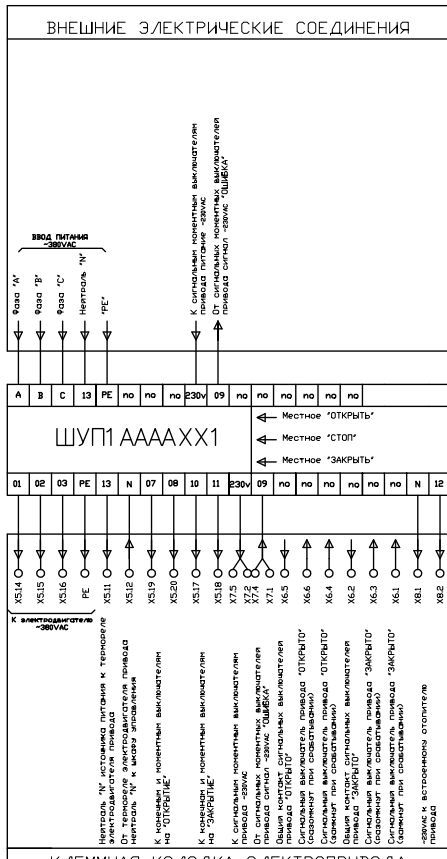 ВНЕШНИЕ ЭЛЕКТРИЧЕСКИЕ СОЕДИНЕНИЯ
ВВОД ПИТАНИЯ
~380VAC
Фаза "A"
Фаза "B"
Фаза "C"
Нейтраль "N"
"PE"
К сигнальным моментным выключателям
привода питание ~230VAC
От сигнальных моментных выключателей
привода сигнал ~230VAC "ОШИБКА"
A B C 13 PE no no no 230v 09 no no no no no no
ШУП1 AAAAXX1
Местное "ОТКРЫТЬ"
Местное "СТОП"
Местное "ЗАКРЫТЬ"
01 02 03 PE 13 N 07 08 10 11 230v 09 no no no no no no N 12
X5.14 X5.15 X5.16 PE X5.11 X5.12 X5.19 X5.20 X5.17 X5.18 X7.5 X7.2 X7.4 X7.1 X6.5 X6.6 X6.4 X6.2 X6.3 X6.1 X8.1 X8.2
К электродвигателю
~380VAC
Нейтраль "N" источника питания к термореле
электродвигателя привода
От термореле электродвигателя привода
нейтраль "N" к шкафу управления
К конечным и моментным выключателям
на "ОТКРЫТИЕ"
К конечным и моментным выключателям
на "ЗАКРЫТИЕ"
К сигнальным моментным выключателям
привода ~230VAC
От сигнальных моментных выключателей
привода сигнал ~230VAC "ОШИБКА"
Общий контакт сигнальных выключателей
привода "ОТКРЫТО"
Сигнальный выключатель привода "ОТКРЫТО"
(разомкнут при срабатывании)
Сигнальный выключатель привода "ОТКРЫТО"
(замкнут при срабатывании)
Общий контакт сигнальных выключателей
привода "ЗАКРЫТО"
Сигнальный выключатель привода "ЗАКРЫТО"
(разомкнут при срабатывании)
Сигнальный выключатель привода "ЗАКРЫТО"
(замкнут при срабатывании)
~230VAC к встроенному отопителю
привода
КЛЕММНАЯ КОЛОДКА ЭЛЕКТРОПРИВОДА